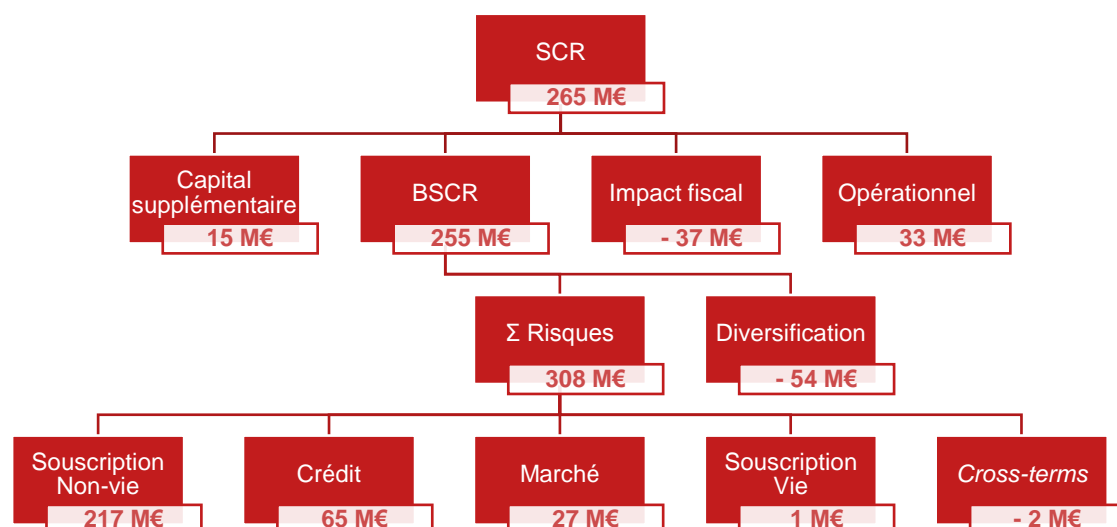 SCR
265 M€
Capital
supplémentaire
15 M€
BSCR
255 M€
Impact fiscal
- 37 M€
Opérationnel
33 M€
Σ Risques
308 M€
Diversification
- 54 M€
Souscription
Non-vie
217 M€
Crédit
65 M€
Marché
27 M€
Souscription
Vie
1 M€
Cross-terms
- 2 M€